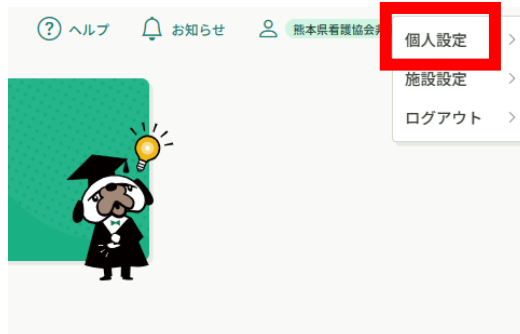 ヘルプ
お知らせ
熊本県看護協会
個人設定
施設設定
ログアウト